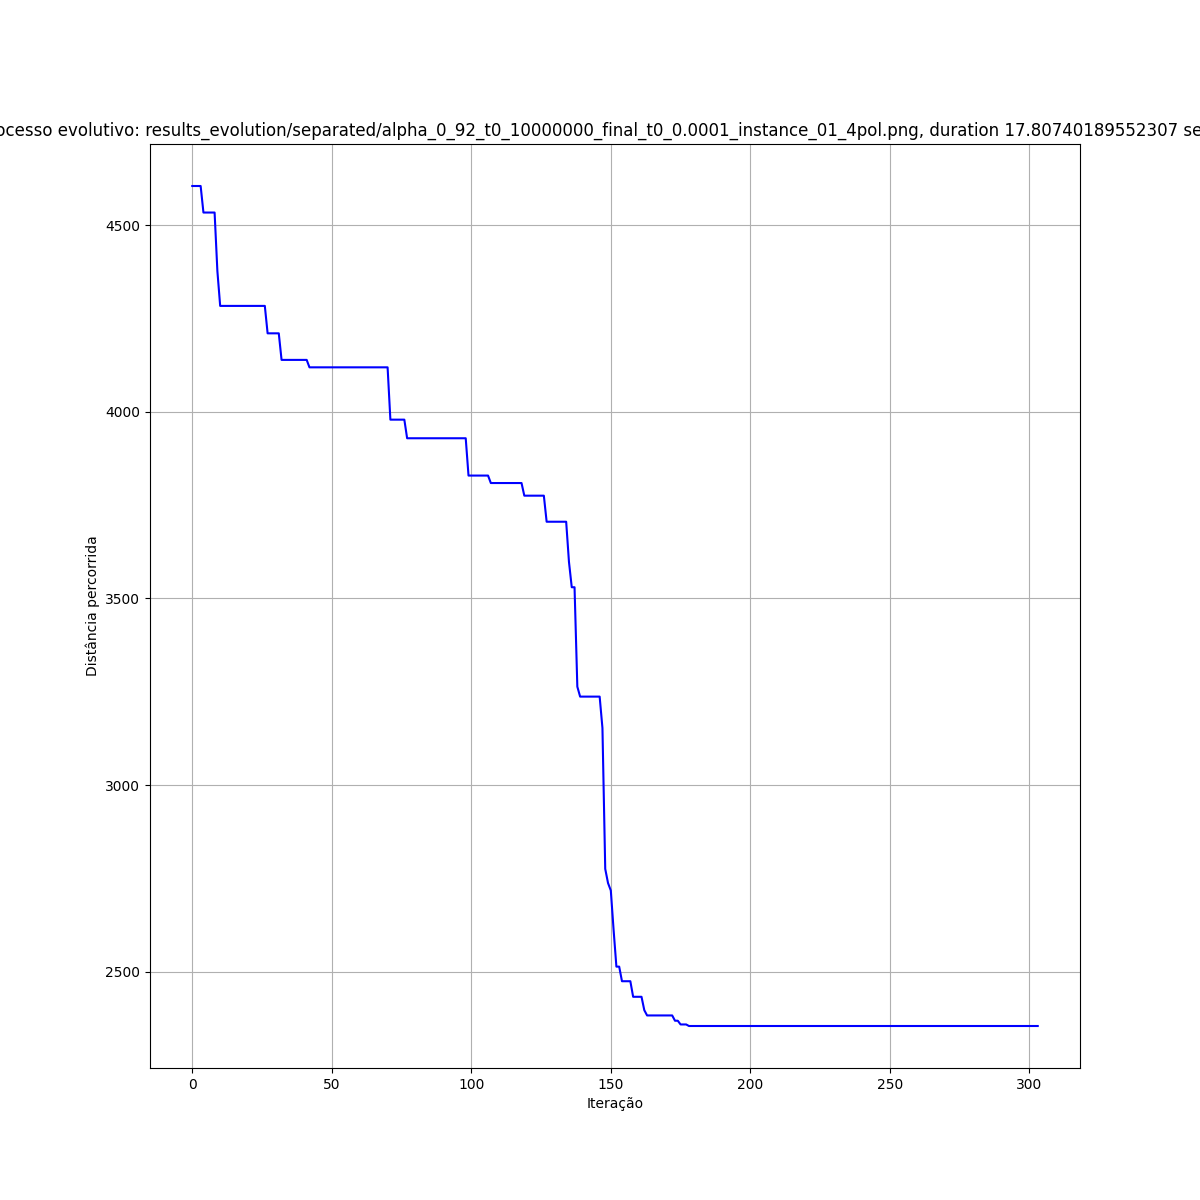 ocesso evolutivo: results_evolution/separated/alpha_0_92_t0_10000000_final_t0_0.0001_instance_01_4pol.png, duration 17.80740189552307 se
4500
4000
3500
3000
2500
Distância percorrida
0 50 100 150 200 250 300
Iteração